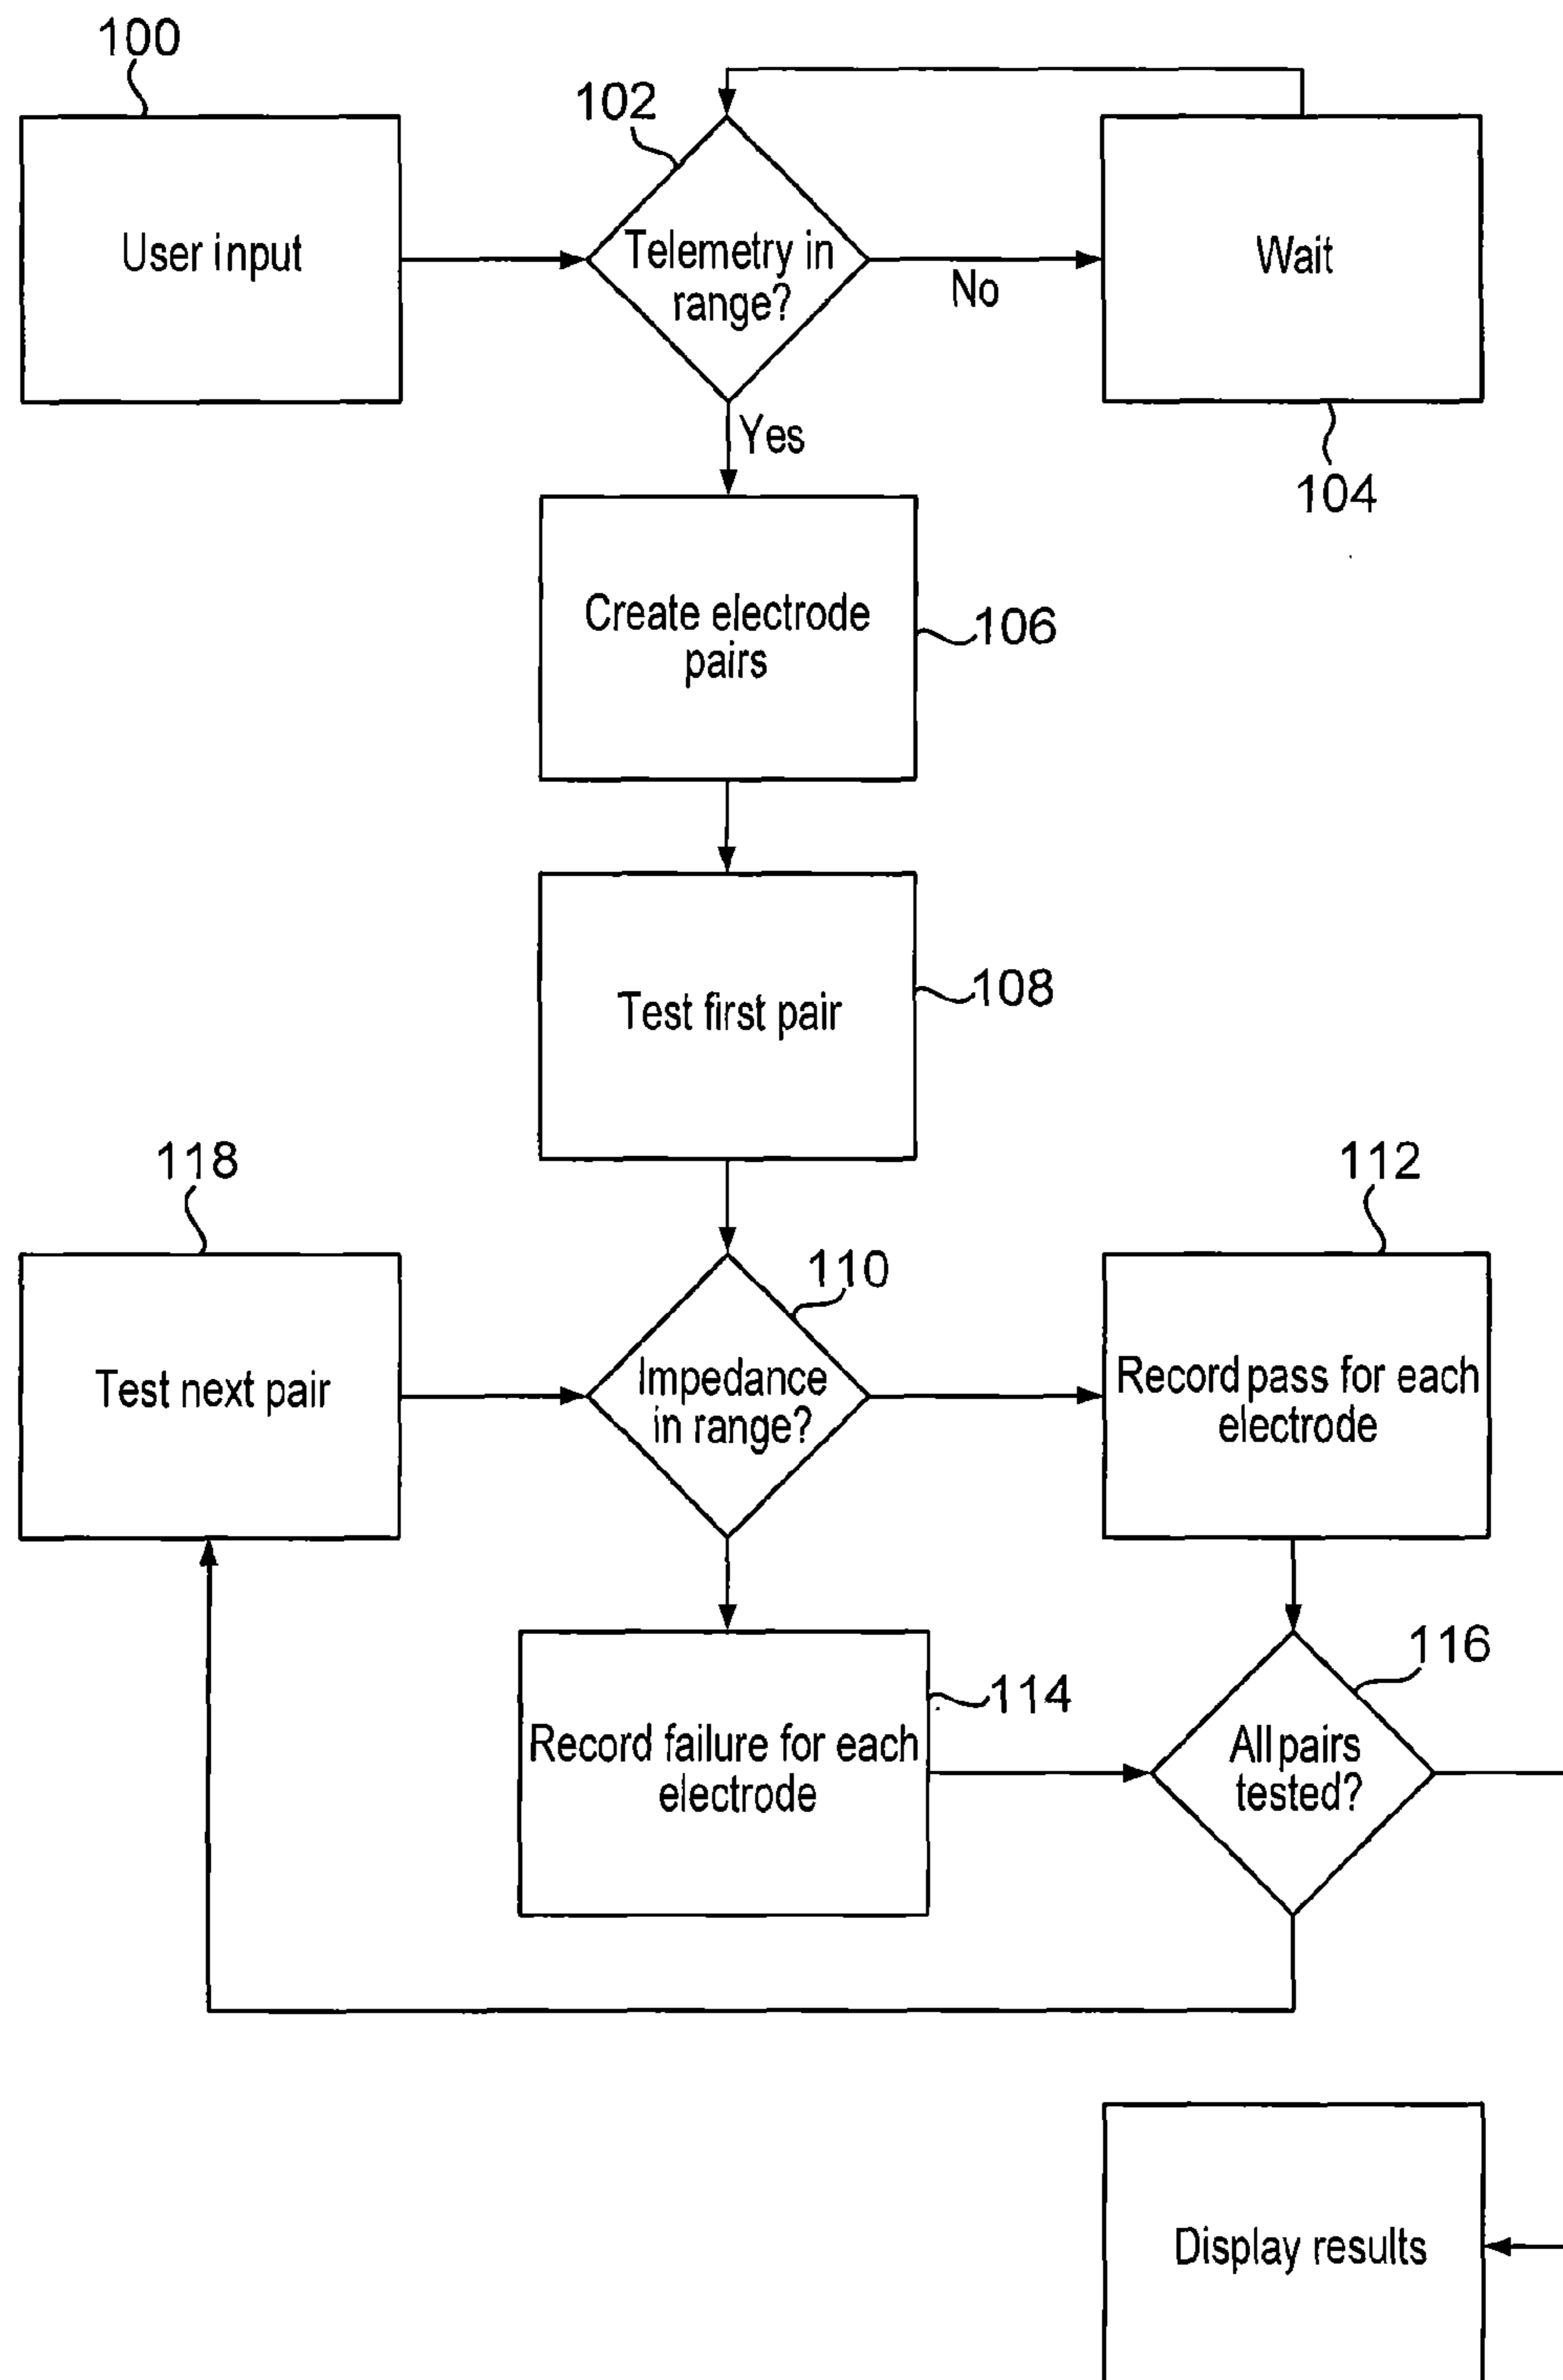 100
102
User input
Telemetry in
range?
No
Wait
Yes
104
Create electrode
pairs
106
Test first pair
108
118
112
110
Test next pair
Impedance
in range?
Record pass for each
electrode
116
114
Record failure for each
electrode
All pairs
tested?
Display results